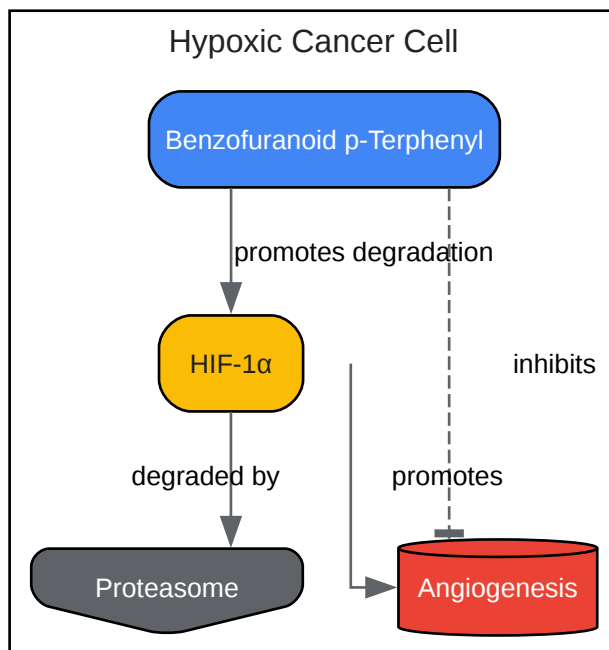 Hypoxic Cancer Cell
Benzofuranoid p-Terphenyl
promotes degradation
HIF-1α
inhibits
degraded by
promotes
Proteasome
Angiogenesis